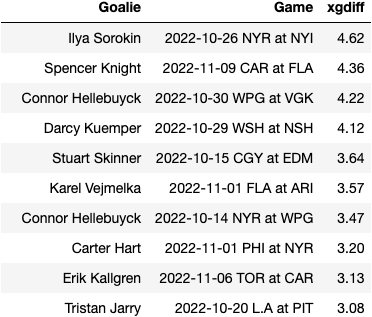 Goalie Game xgdiff
Ilya Sorokin 2022-10-26 NYR at NYI 4.62
Spencer Knight 2022-11-09 CAR at FLA 4.36
Connor Hellebuyck 2022-10-30 WPG at VGK 4.22
Darcy Kuemper 2022-10-29 WSH at NSH 4.12
Stuart Skinner 2022-10-15 CGY at EDM 3.64
Karel Vejmelka 2022-11-01 FLA at ARI 3.57
Connor Hellebuyck 2022-10-14 NYR at WPG 3.47
Carter Hart 2022-11-01 PHI at NYR 3.20
Erik Kallgren 2022-11-06 TOR at CAR 3.13
Tristan Jarry 2022-10-20 L.A at PIT 3.08